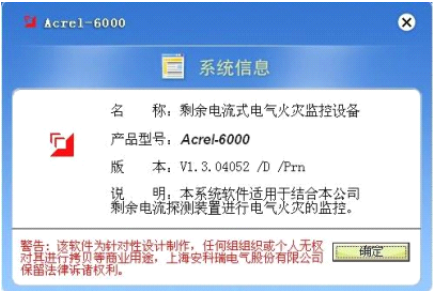 Acrel-6000
系统信息
名 称：剩余电流式电气火灾监控设备
产品型号：Acrel-6000
版 本：V1.3.04052 /D /Prn
说 明：本系统软件适用于结合本公司
剩余电流探测装置进行电气火灾的监控。
警告：该软件为针对性设计制作，任何组组织或个人无权
对其进行拷贝等商业用途，上海安科瑞电气股份有限公司
保留法律诉诸权利。
确定